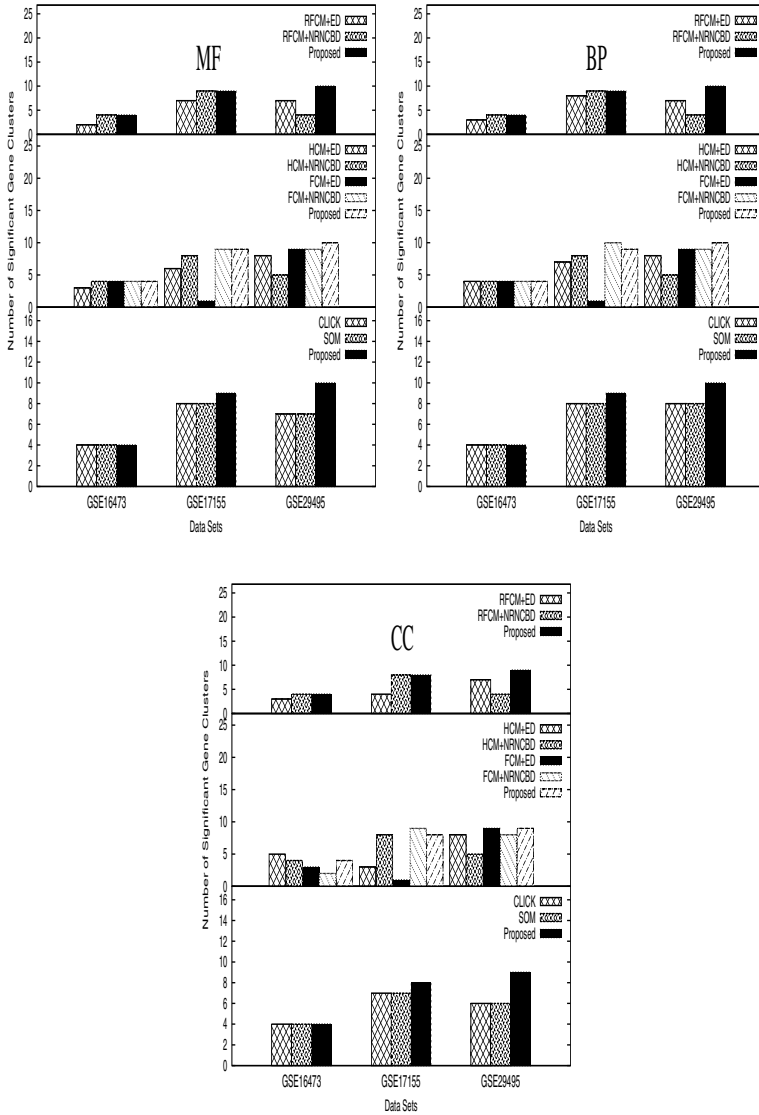 MF
Number of Significant Gene Clusters
25
20
15
10
5
0
RFCM+ED
RFCM+NRNCBD
Proposed
25
20
15
10
5
0
HCM+ED
HCM+NRNCBD
FCM+ED
FCM+NRNCBD
Proposed
16
14
12
10
8
6
4
2
0
CLICK
SOM
Proposed
GSE16473 GSE17155 GSE29495
Data Sets
BP
Number of Significant Gene Clusters
25
20
15
10
5
0
RFCM+ED
RFCM+NRNCBD
Proposed
25
20
15
10
5
0
HCM+ED
HCM+NRNCBD
FCM+ED
FCM+NRNCBD
Proposed
16
14
12
10
8
6
4
2
0
CLICK
SOM
Proposed
GSE16473 GSE17155 GSE29495
Data Sets
CC
Number of Significant Gene Clusters
25
20
15
10
5
0
RFCM+ED
RFCM+NRNCBD
Proposed
25
20
15
10
5
0
HCM+ED
HCM+NRNCBD
FCM+ED
FCM+NRNCBD
Proposed
16
14
12
10
8
6
4
2
0
CLICK
SOM
Proposed
GSE16473 GSE17155 GSE29495
Data Sets